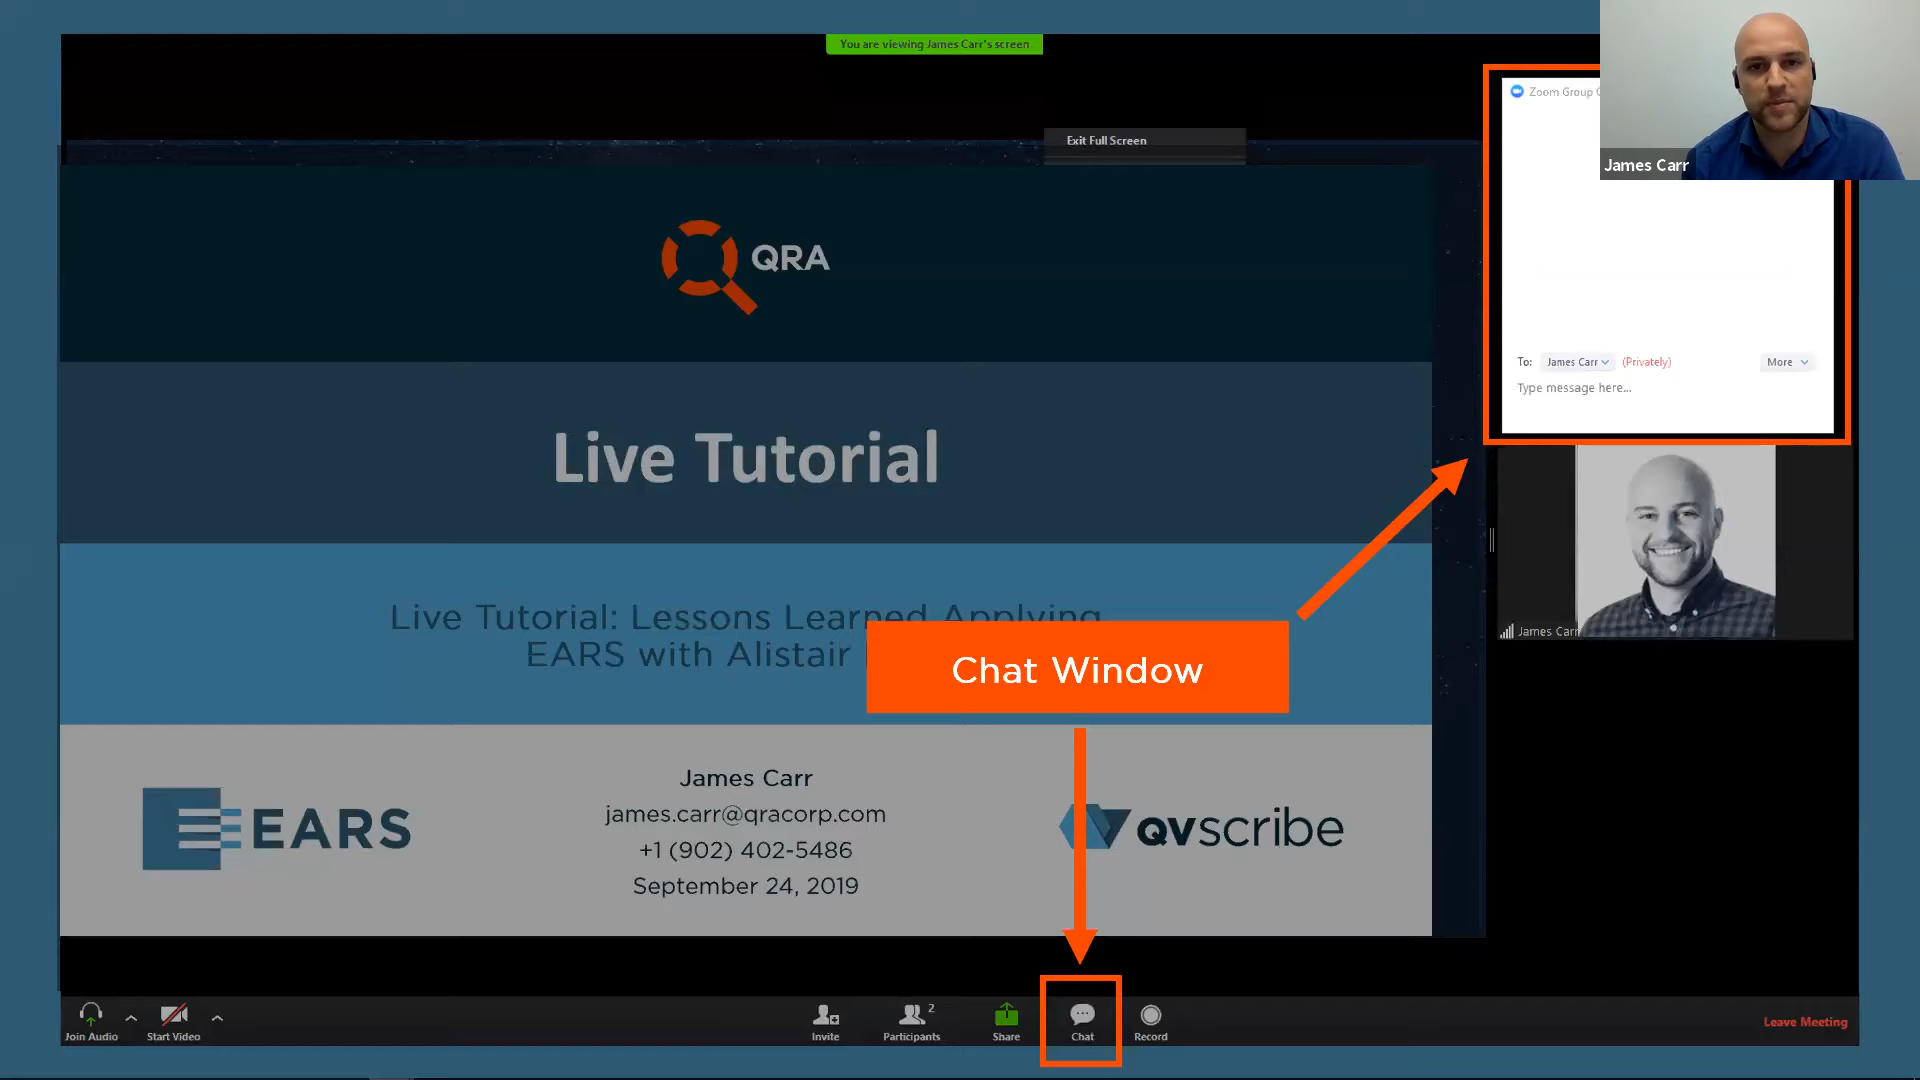 You are viewing James Carr's screen
Zoom Group
James Carr
Exit Full Screen
QRA
To: James Carr (Privately) More
Type message here...
Live Tutorial
Live Tutorial: Lessons Learned Applying
EARS with Alistair
Chat Window
James Carr
James Carr
james.carr@qracorp.com
EARS
QVscribe
+1 (902) 402-5486
September 24, 2019
Join Audio
Start Video
Invite
Participants 2
Share
Chat
Record
Leave Meeting